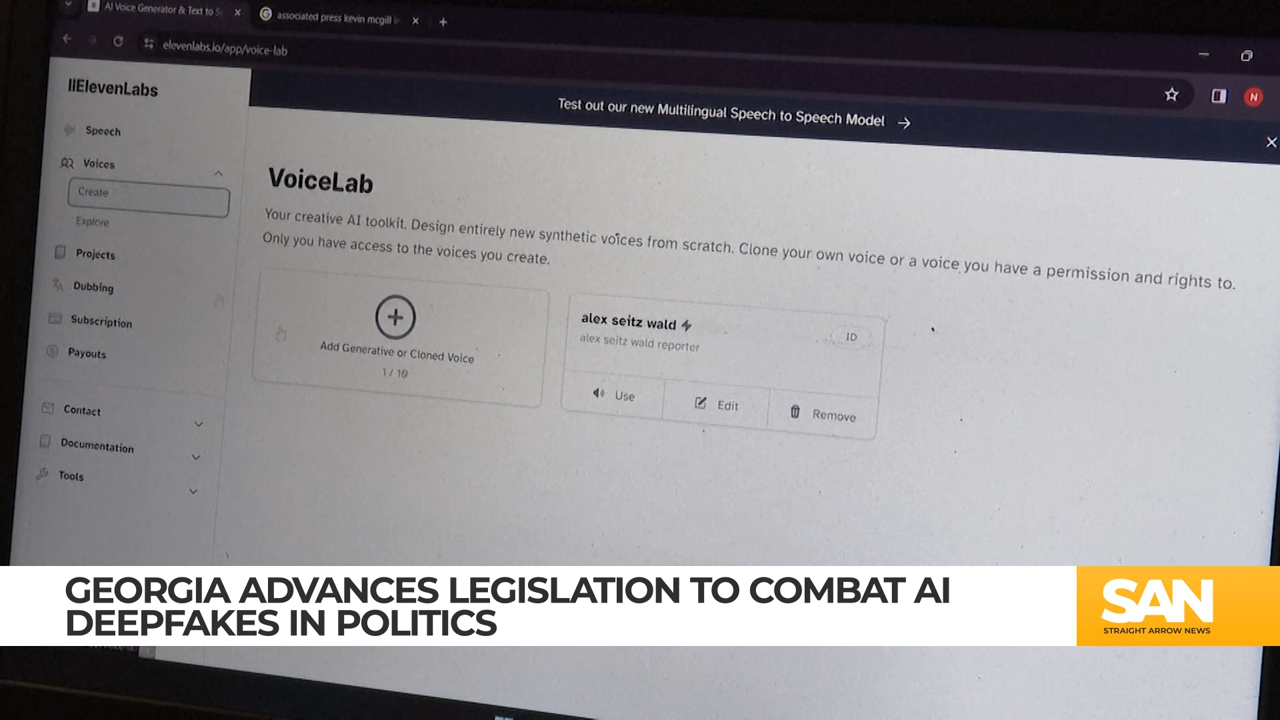 AI Voice Generator & Text to S
associated press kevin mcgill
elevenlabs.io/app/voice-lab
N
Test out our new Multilingual Speech to Speech Model
IIElevenLabs
Speech
Voices
Create
Explore
Projects
Dubbing
Subscription
Payouts
Contact
Documentation
Tools
VoiceLab
Your creative AI toolkit. Design entirely new synthetic voices from scratch. Clone your own voice or a voice you have a permission and rights to.
Only you have access to the voices you create.
Add Generative or Cloned Voice
1 / 10
alex seitz wald
alex seitz wald reporter
ID
Use
Edit
Remove
GEORGIA ADVANCES LEGISLATION TO COMBAT AI
DEEPFAKES IN POLITICS
SAN
STRAIGHT ARROW NEWS